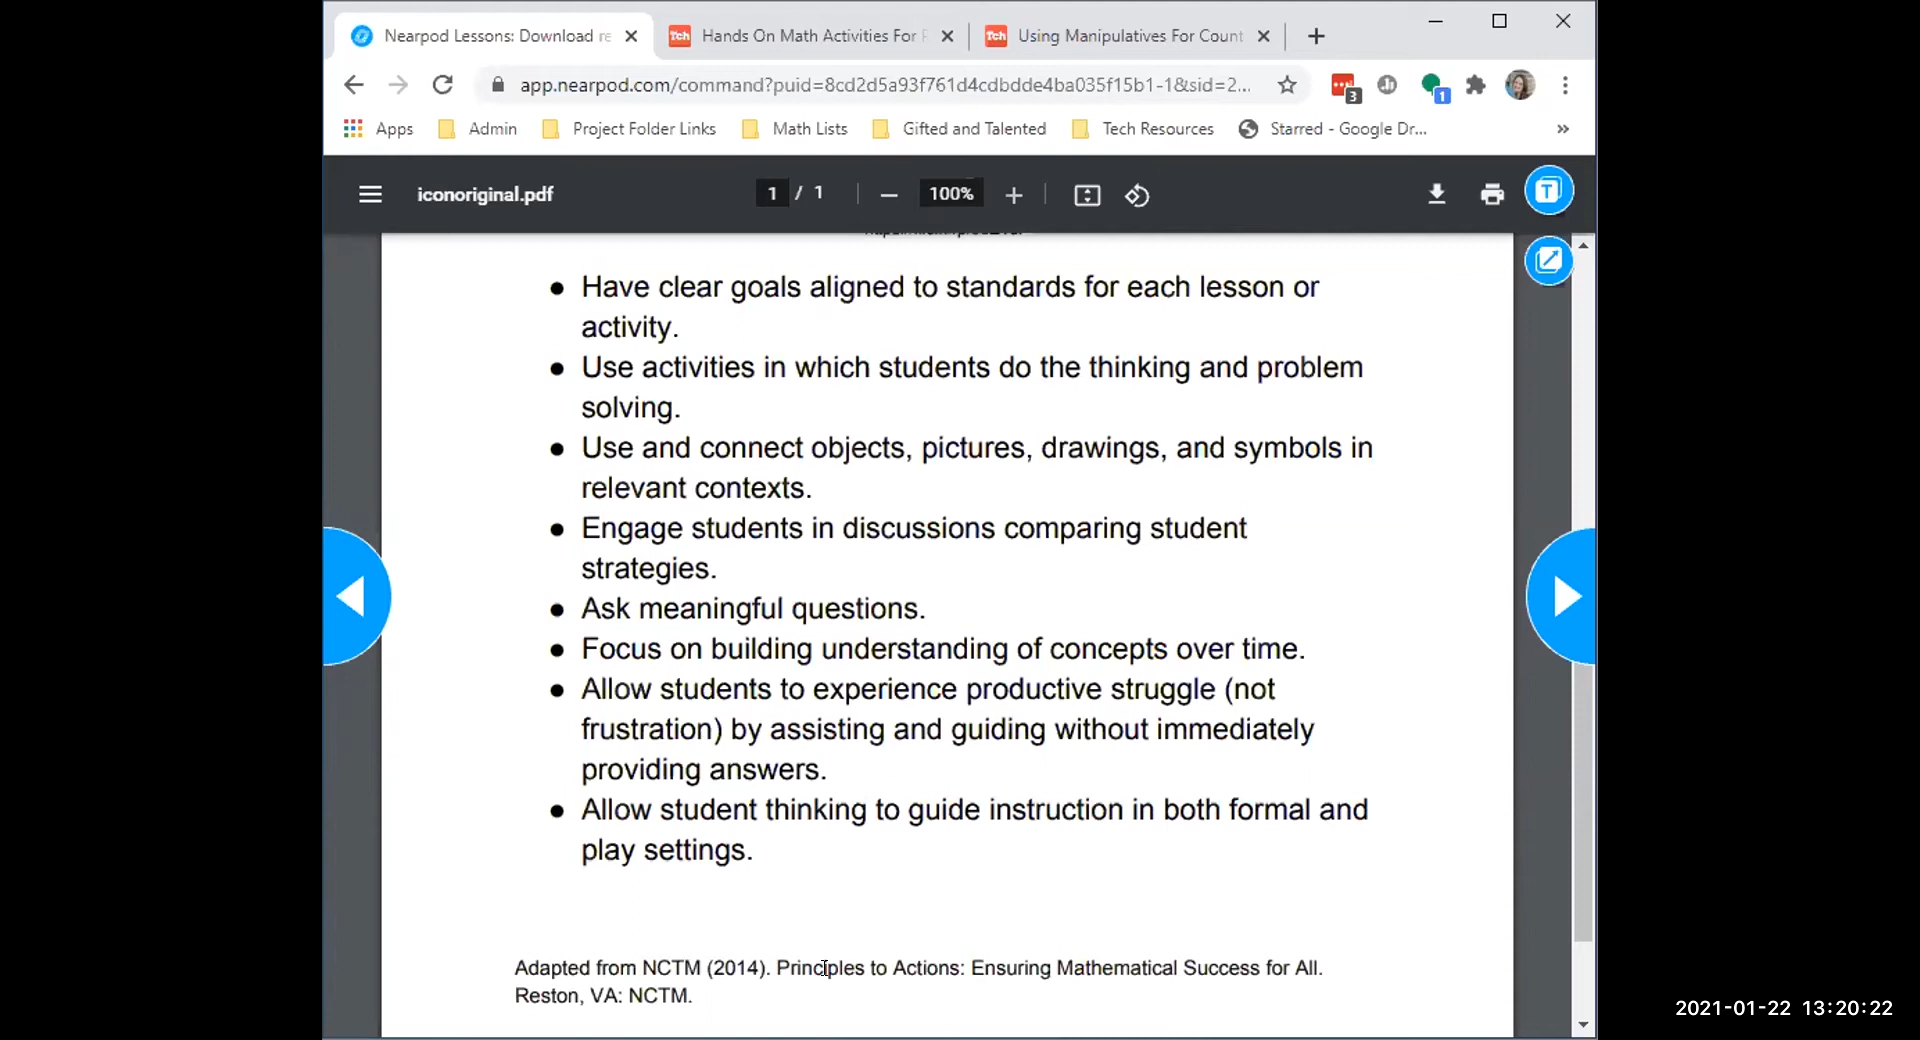 Nearpod Lessons: Download re
Hands On Math Activities For
Using Manipulatives For Count
app.nearpod.com/command?puid=8cd2d5a93f761d4cdbdde4ba035f15b1-1&sid=2...
3
1
Apps
Admin
Project Folder Links
Math Lists
Gifted and Talented
Tech Resources
Starred - Google Dr...
»
iconoriginal.pdf
1 / 1
100%
T
● Have clear goals aligned to standards for each lesson or
activity.
● Use activities in which students do the thinking and problem
solving.
● Use and connect objects, pictures, drawings, and symbols in
relevant contexts.
● Engage students in discussions comparing student
strategies.
● Ask meaningful questions.
● Focus on building understanding of concepts over time.
● Allow students to experience productive struggle (not
frustration) by assisting and guiding without immediately
providing answers.
● Allow student thinking to guide instruction in both formal and
play settings.
Adapted from NCTM (2014). Principles to Actions: Ensuring Mathematical Success for All.
Reston, VA: NCTM.
2021-01-22 13:20:22